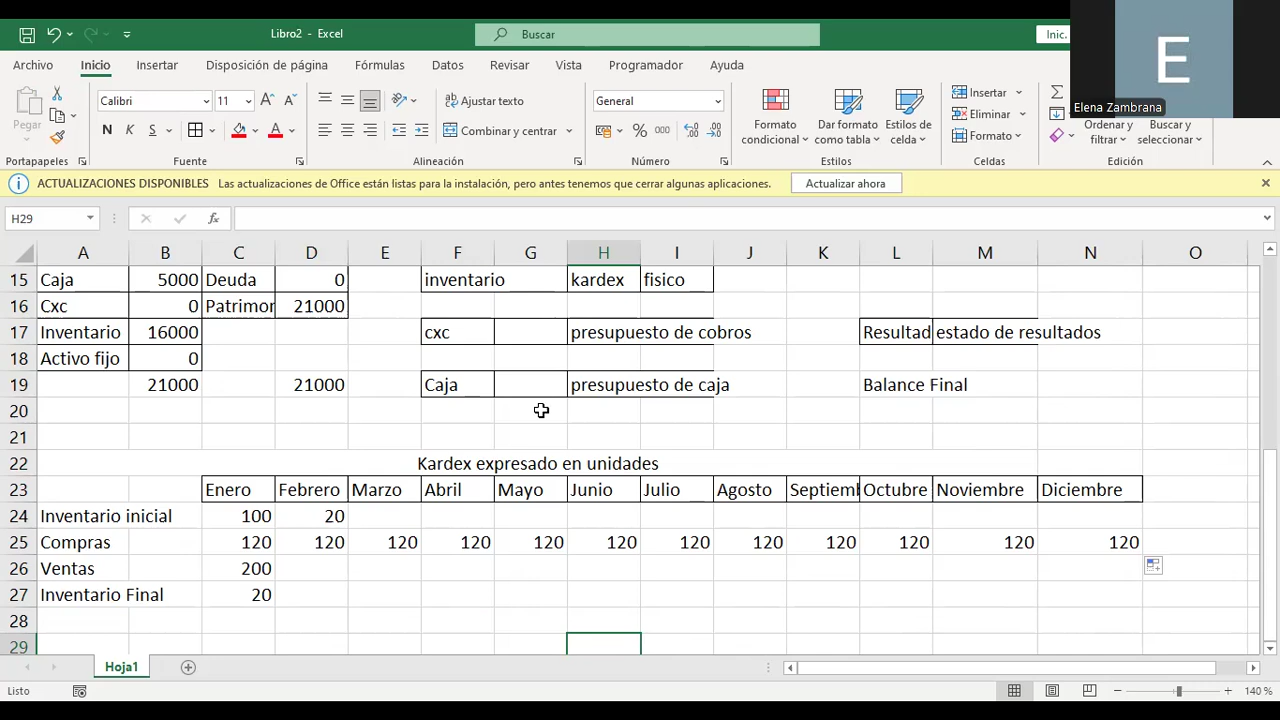 Libro2 - Excel
Buscar
Inic.
E
Elena Zambrana
Archivo Inicio Insertar Disposición de página Fórmulas Datos Revisar Vista Programador Ayuda
Pegar
Calibri 11
N K S
Ajustar texto
Combinar y centrar
General
% 000
Formato condicional
Dar formato como tabla
Estilos de celda
Insertar
Eliminar
Formato
Ordenar y filtrar
Buscar y seleccionar
Portapapeles Fuente Alineación Número Estilos Celdas Edición
ACTUALIZACIONES DISPONIBLES Las actualizaciones de Office están listas para la instalación, pero antes tenemos que cerrar algunas aplicaciones. Actualizar ahora
H29 fx
A B C D E F G H I J K L M N O
15 Caja 5000 Deuda 0 inventario kardex fisico
16 Cxc 0 Patrimor 21000
17 Inventario 16000 cxc presupuesto de cobros Resultad estado de resultados
18 Activo fijo 0
19 21000 21000 Caja presupuesto de caja Balance Final
20
21
22 Kardex expresado en unidades
23 Enero Febrero Marzo Abril Mayo Junio Julio Agosto Septiemb Octubre Noviembre Diciembre
24 Inventario inicial 100 20
25 Compras 120 120 120 120 120 120 120 120 120 120 120 120
26 Ventas 200
27 Inventario Final 20
28
29
Hoja1
Listo
140 %